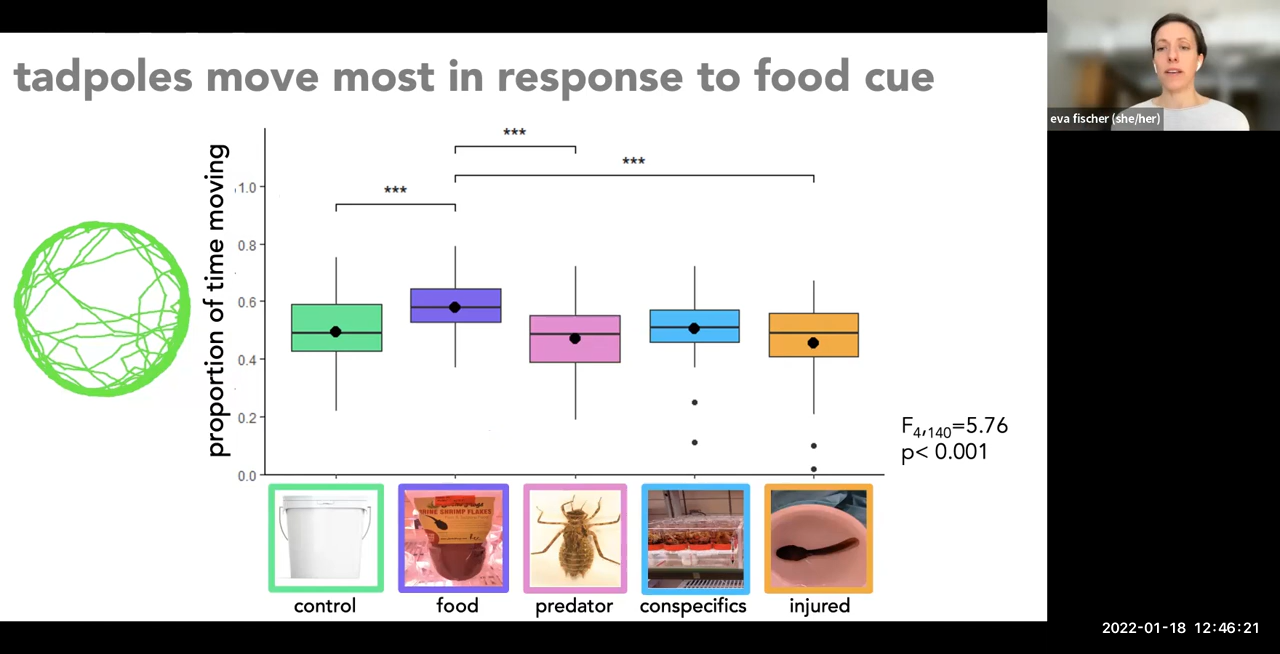 tadpoles move most in response to food cue
eva fischer (she/her)
***
***
***
proportion of time moving
1.0
0.8
0.6
0.4
0.2
0.0
F4,140=5.76
p< 0.001
SHRIMP FLAKES
control
food
predator
conspecifics
injured
2022-01-18 12:46:21